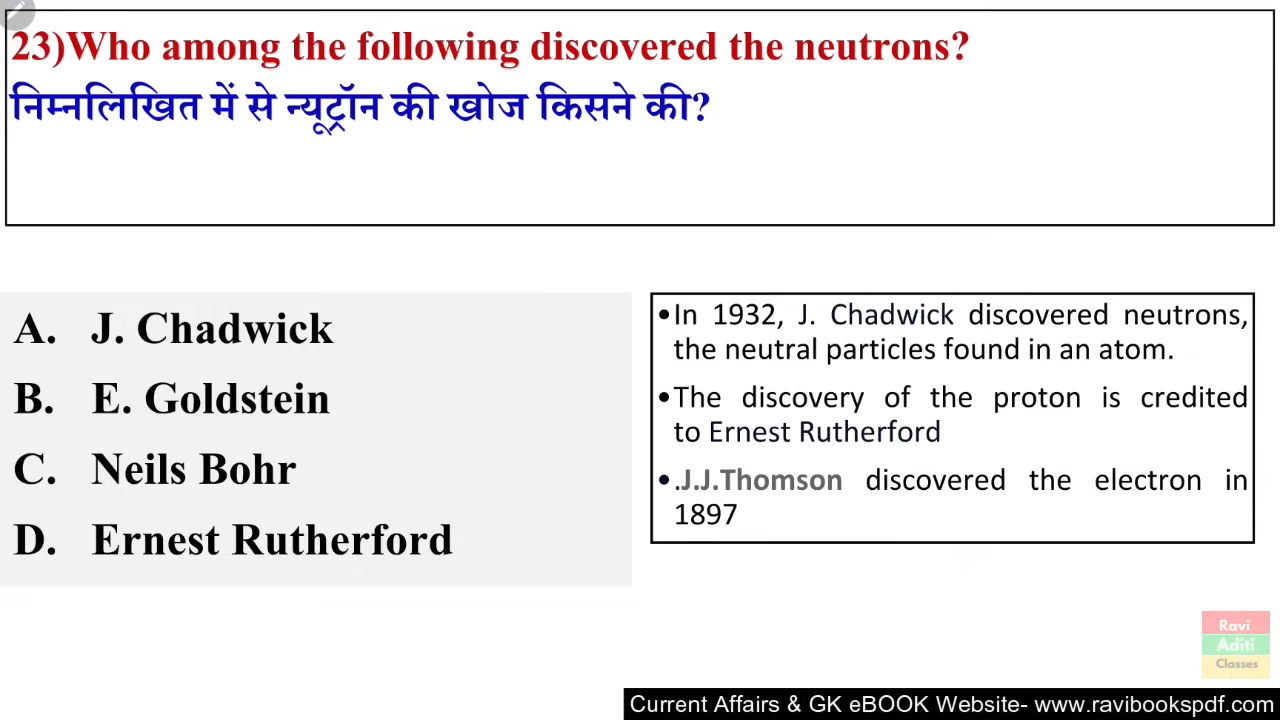 23)Who among the following discovered the neutrons?
निम्नलिखित में से न्यूट्रॉन की खोज किसने की?
A. J. Chadwick
B. E. Goldstein
C. Neils Bohr
D. Ernest Rutherford
•In 1932, J. Chadwick discovered neutrons,
the neutral particles found in an atom.
•The discovery of the proton is credited
to Ernest Rutherford
•.J.J.Thomson discovered the electron in
1897
Ravi
Aditi
Classes
Current Affairs & GK eBOOK Website- www.ravibookspdf.com